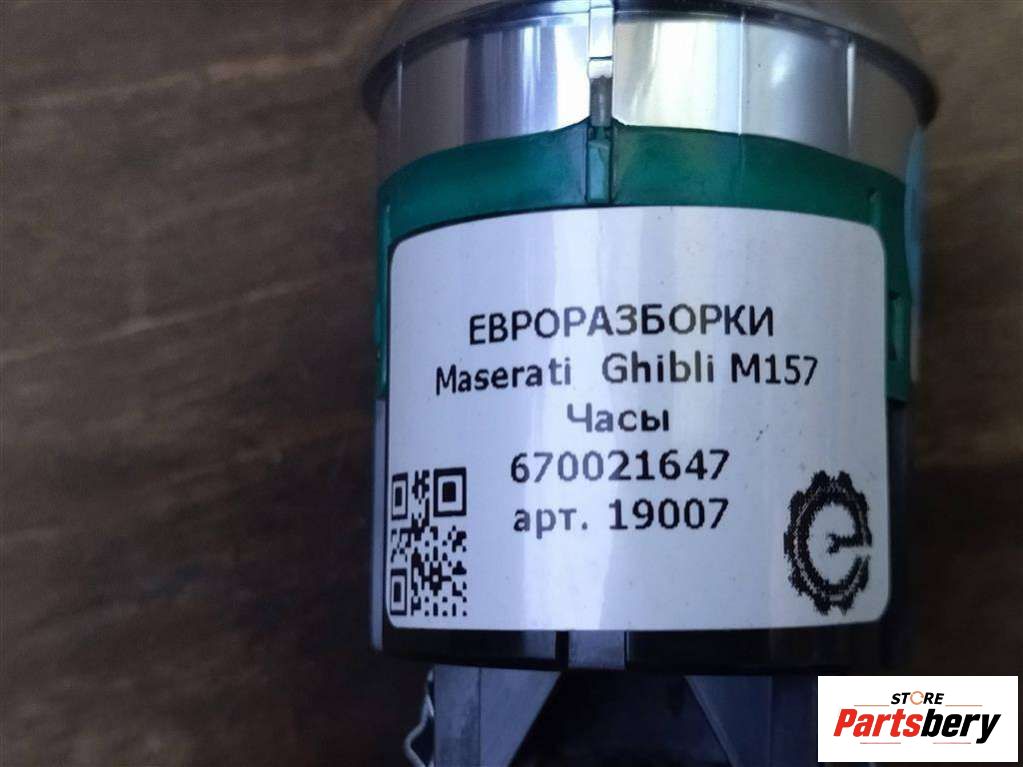 ЕВРОРАЗБОРКИ
Maserati Ghibli M157
Часы
670021647
арт. 19007
STORE
Partsbery